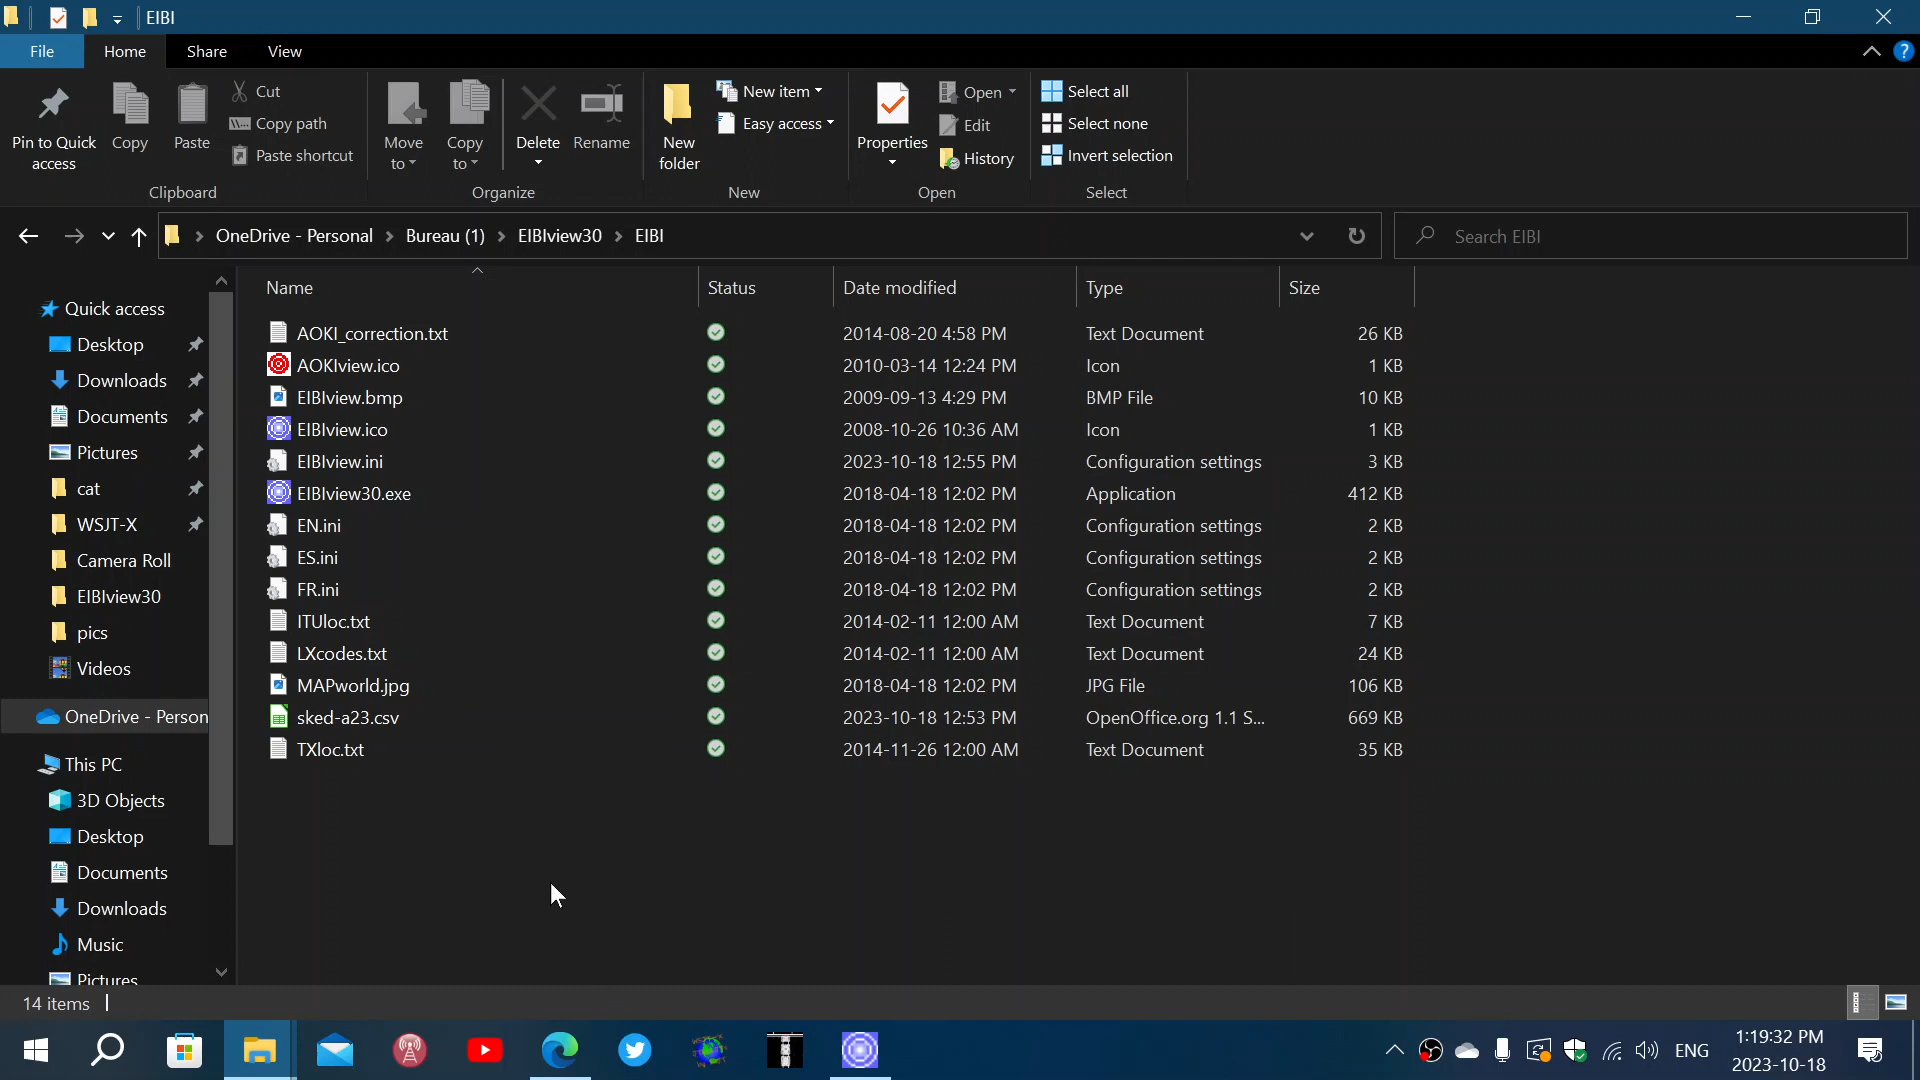 EIBI
File Home Share View
Pin to Quick access
Copy
Paste
Cut
Copy path
Paste shortcut
Clipboard
Move to
Copy to
Delete
Rename
Organize
New folder
New item
Easy access
New
Properties
Open
Edit
History
Open
Select all
Select none
Invert selection
Select
OneDrive - Personal Bureau (1) EIBIview30 EIBI
Search EIBI
Quick access
Desktop
Downloads
Documents
Pictures
cat
WSJT-X
Camera Roll
EIBIview30
pics
Videos
OneDrive - Person
This PC
3D Objects
Desktop
Documents
Downloads
Music
Pictures
Name Status Date modified Type Size
AOKI_correction.txt 2014-08-20 4:58 PM Text Document 26 KB
AOKIview.ico 2010-03-14 12:24 PM Icon 1 KB
EIBIview.bmp 2009-09-13 4:29 PM BMP File 10 KB
EIBIview.ico 2008-10-26 10:36 AM Icon 1 KB
EIBIview.ini 2023-10-18 12:55 PM Configuration settings 3 KB
EIBIview30.exe 2018-04-18 12:02 PM Application 412 KB
EN.ini 2018-04-18 12:02 PM Configuration settings 2 KB
ES.ini 2018-04-18 12:02 PM Configuration settings 2 KB
FR.ini 2018-04-18 12:02 PM Configuration settings 2 KB
ITUloc.txt 2014-02-11 12:00 AM Text Document 7 KB
LXcodes.txt 2014-02-11 12:00 AM Text Document 24 KB
MAPworld.jpg 2018-04-18 12:02 PM JPG File 106 KB
sked-a23.csv 2023-10-18 12:53 PM OpenOffice.org 1.1 S... 669 KB
TXloc.txt 2014-11-26 12:00 AM Text Document 35 KB
14 items
ENG
1:19:32 PM
2023-10-18